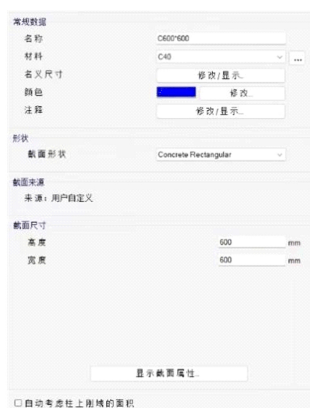 常规数据
名称 C600*600
材料 C40 ...
名义尺寸 修改/显示...
颜色 修改...
注释 修改/显示...
形状
截面形状 Concrete Rectangular
截面来源
来源：用户自定义
截面尺寸
高度 600 mm
宽度 600 mm
显示截面属性...
自动考虑柱上刚域的面积